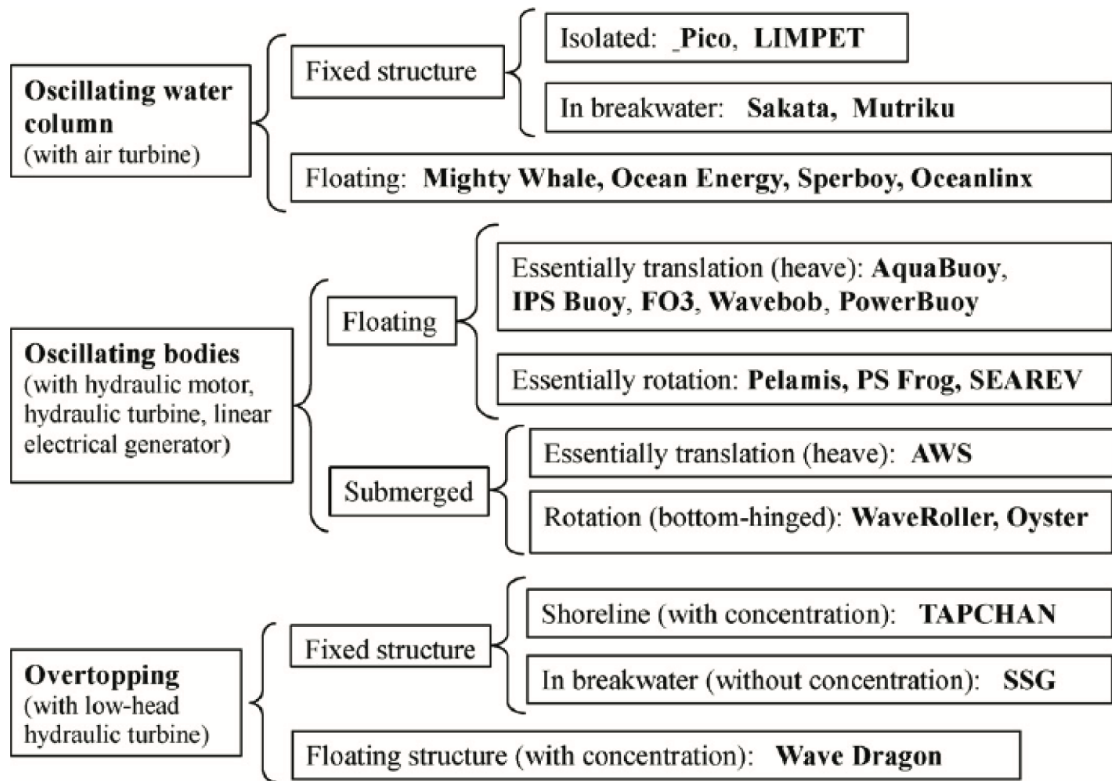 Isolated: _Pico, LIMPET
Fixed structure
Oscillating water
column
(with air turbine)
In breakwater: Sakata, Mutriku
Floating: Mighty Whale, Ocean Energy, Sperboy, Oceanlinx
Essentially translation (heave): AquaBuoy,
IPS Buoy, FO3, Wavebob, PowerBuoy
Floating
Oscillating bodies
(with hydraulic motor,
hydraulic turbine, linear
electrical generator)
Essentially rotation: Pelamis, PS Frog, SEAREV
Essentially translation (heave): AWS
Submerged
Rotation (bottom-hinged): WaveRoller, Oyster
Shoreline (with concentration): TAPCHAN
Fixed structure
Overtopping
(with low-head
hydraulic turbine)
In breakwater (without concentration): SSG
Floating structure (with concentration): Wave Dragon